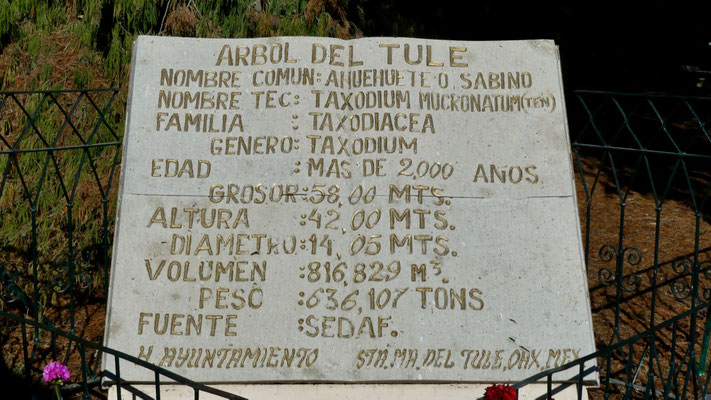 ARBOL DEL TULE
NOMBRE COMUN: AHUEHUETE O SABINO
NOMBRE TEC: TAXODIUM MUCRONATUM (TEN)
FAMILIA : TAXODIACEA
GENERO: TAXODIUM
EDAD : MAS DE 2,000 AÑOS
GROSOR: 58,00 MTS.
ALTURA : 42,00 MTS.
DIAMETRO: 14,05 MTS.
VOLUMEN : 816,829 M³.
PESO : 636,107 TONS
FUENTE : SEDAF.
H. AYUNTAMIENTO STA. MA. DEL TULE, OAX. MEX.